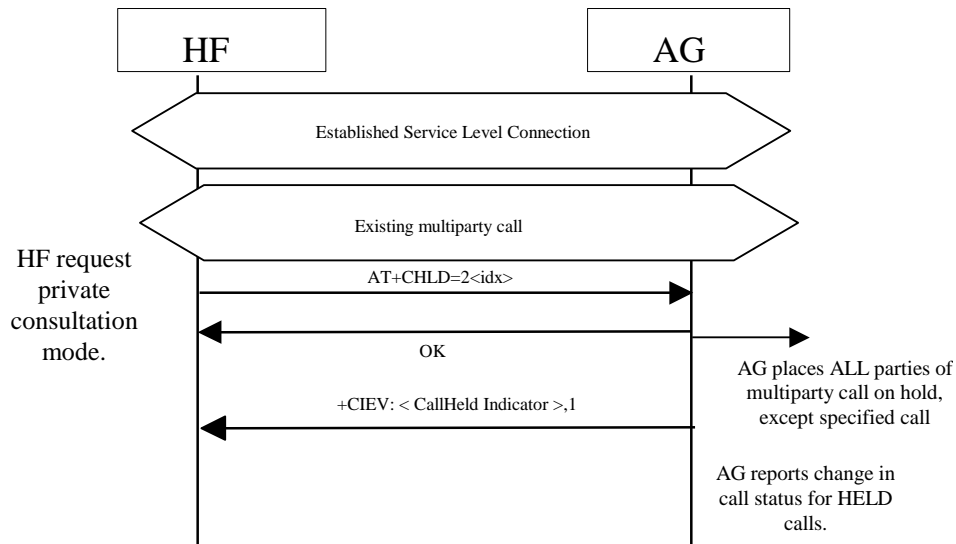 HF
AG
Established Service Level Connection
Existing multiparty call
HF request
private
consultation
mode.
AT+CHLD=2<idx>
OK
AG places ALL parties of
multiparty call on hold,
except specified call
+CIEV: < CallHeld Indicator >,1
AG reports change in
call status for HELD
calls.